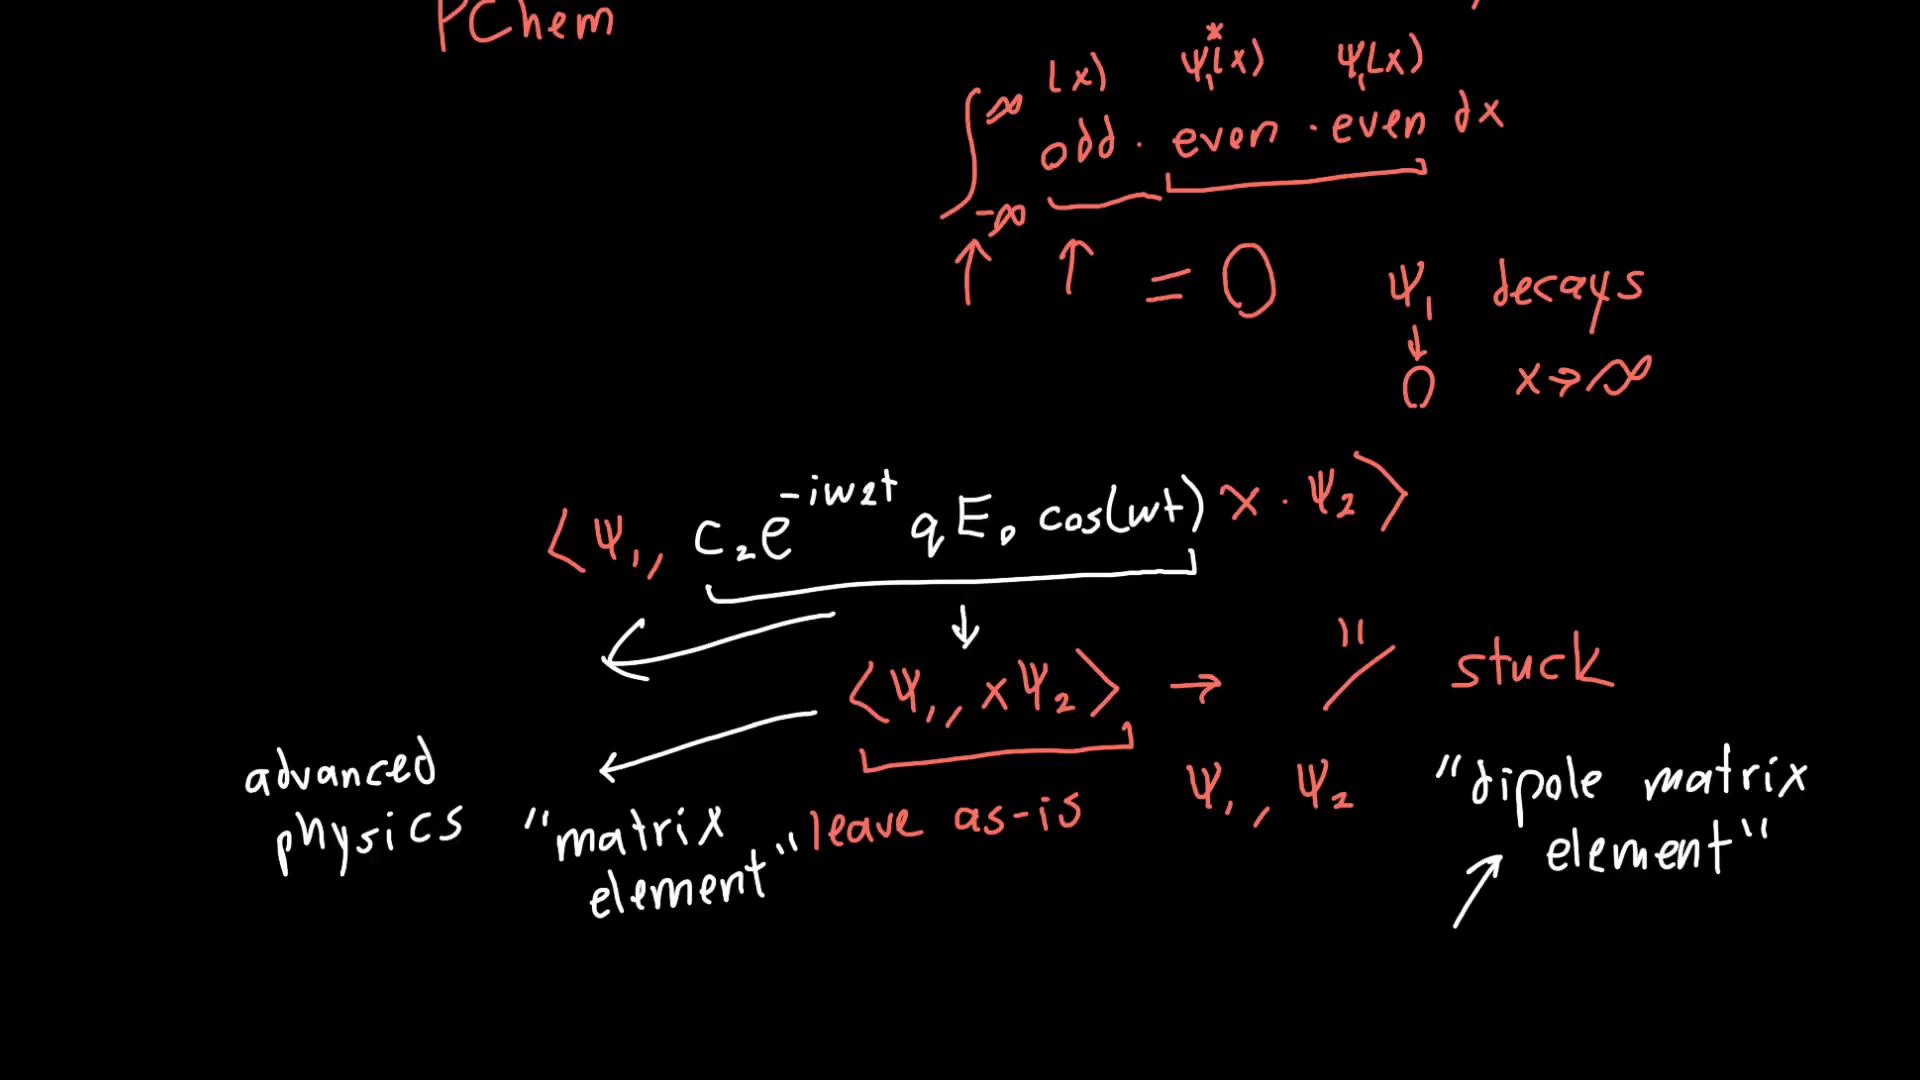 PChem
(x) ψ₁*(x) ψ₁(x)
∫_{-∞}^{∞} odd · even · even dx
↑ ↑ = 0
ψ₁ decays
↓
0 x→∞
⟨ψ₁, c₂e^{-iω2t} qE₀ cos(ωt) x · ψ₂⟩
↓
⟨ψ₁, xψ₂⟩ → " / stuck
advanced
physics
"matrix
element"
leave as-is
ψ₁, ψ₂
"dipole matrix
element"